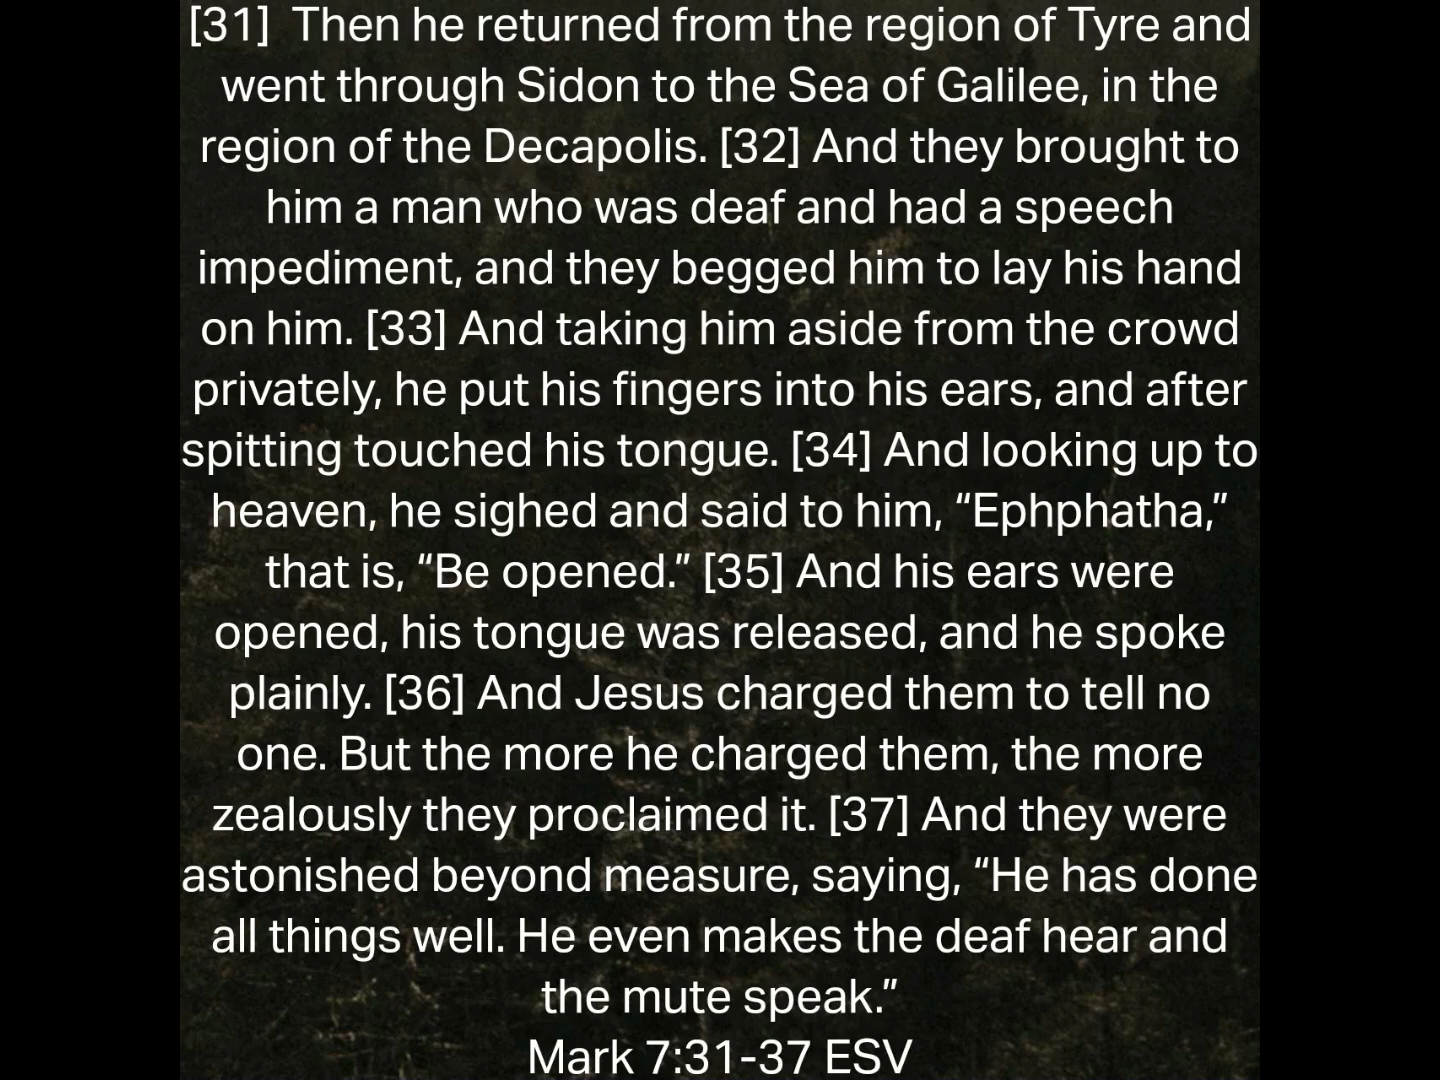 [31]  Then he returned from the region of Tyre and
went through Sidon to the Sea of Galilee, in the
region of the Decapolis. [32] And they brought to
him a man who was deaf and had a speech
impediment, and they begged him to lay his hand
on him. [33] And taking him aside from the crowd
privately, he put his fingers into his ears, and after
spitting touched his tongue. [34] And looking up to
heaven, he sighed and said to him, “Ephphatha,”
that is, “Be opened.” [35] And his ears were
opened, his tongue was released, and he spoke
plainly. [36] And Jesus charged them to tell no
one. But the more he charged them, the more
zealously they proclaimed it. [37] And they were
astonished beyond measure, saying, “He has done
all things well. He even makes the deaf hear and
the mute speak.”
Mark 7:31-37 ESV